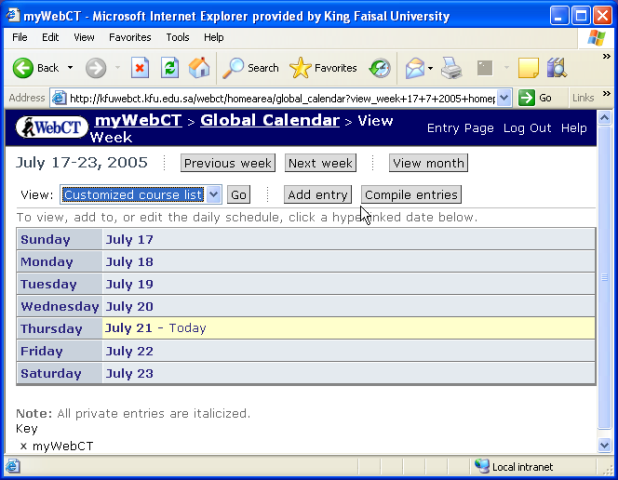 myWebCT - Microsoft Internet Explorer provided by King Faisal University
File Edit View Favorites Tools Help
Back Search Favorites »
Address http://kfuwebct.kfu.edu.sa/webct/homearea/global_calendar?view_week+17+7+2005+homep Go Links »
WebCT myWebCT > Global Calendar > View Week Entry Page Log Out Help
July 17-23, 2005 Previous week Next week View month
View: Customized course list Go Add entry Compile entries
To view, add to, or edit the daily schedule, click a hyperlinked date below.
Sunday July 17
Monday July 18
Tuesday July 19
Wednesday July 20
Thursday July 21 - Today
Friday July 22
Saturday July 23
Note: All private entries are italicized.
Key
x myWebCT
Local intranet